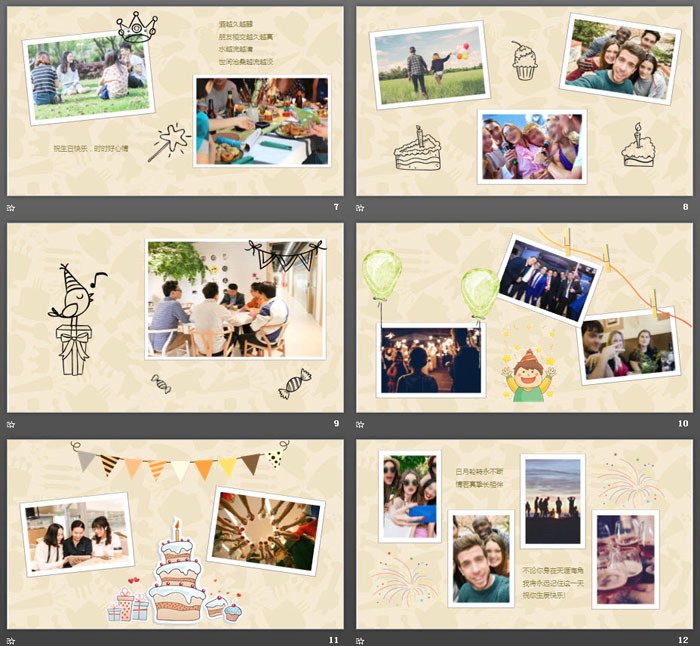 酒越久越醇
朋友相交越久越真
水越流越清
世间沧桑越流越淡
祝生日快乐，时时好心情
7
8
9
10
11
12
日月轮转永不断
情若真挚长相伴
不论你身在天涯海角
我将永远记住这一天
祝你生辰快乐!